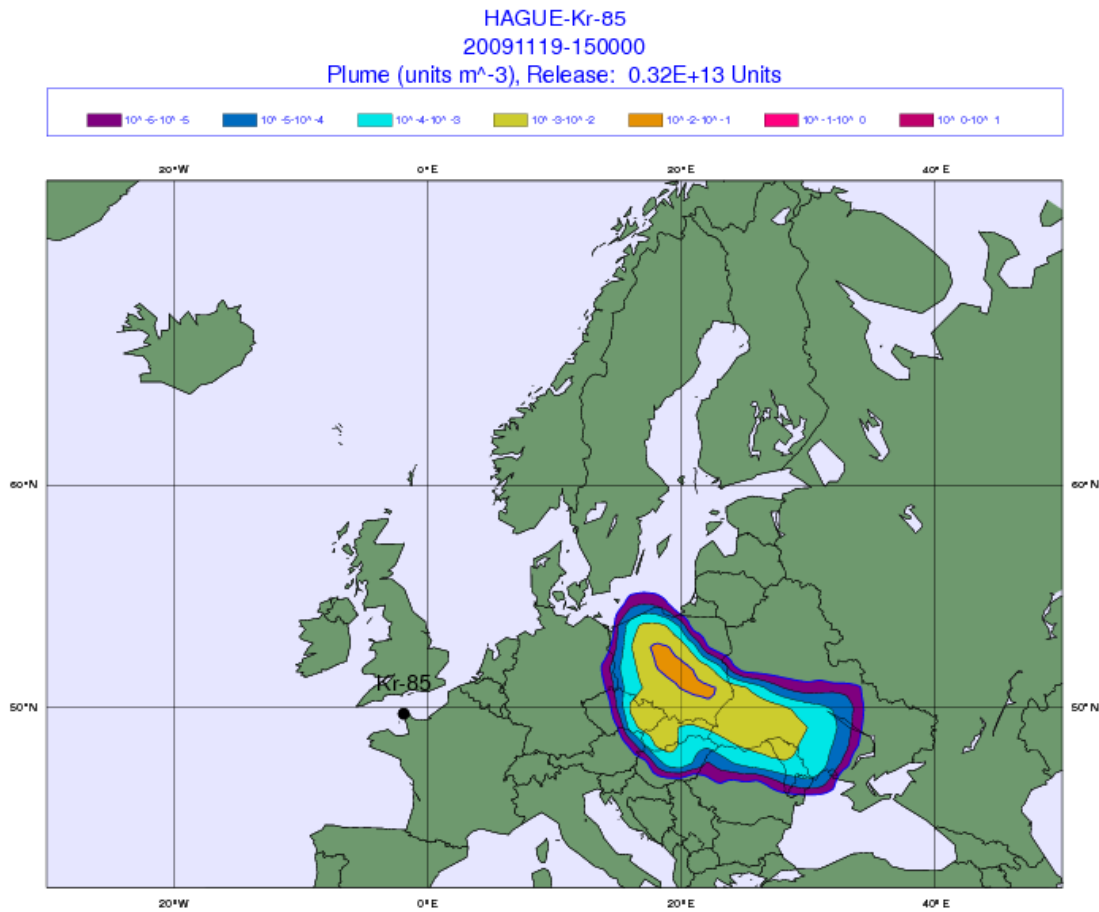 HAGUE-Kr-85
20091119-150000
Plume (units m^-3), Release:  0.32E+13 Units
10^ -6-10^ -5 10^ -5-10^ -4 10^ -4-10^ -3 10^ -3-10^ -2 10^ -2-10^ -1 10^ -1-10^ 0 10^ 0-10^ 1
20°W 0°E 20°E 40°E
60°N 60°N
Kr-85
50°N 50°N
20°W 0°E 20°E 40°E